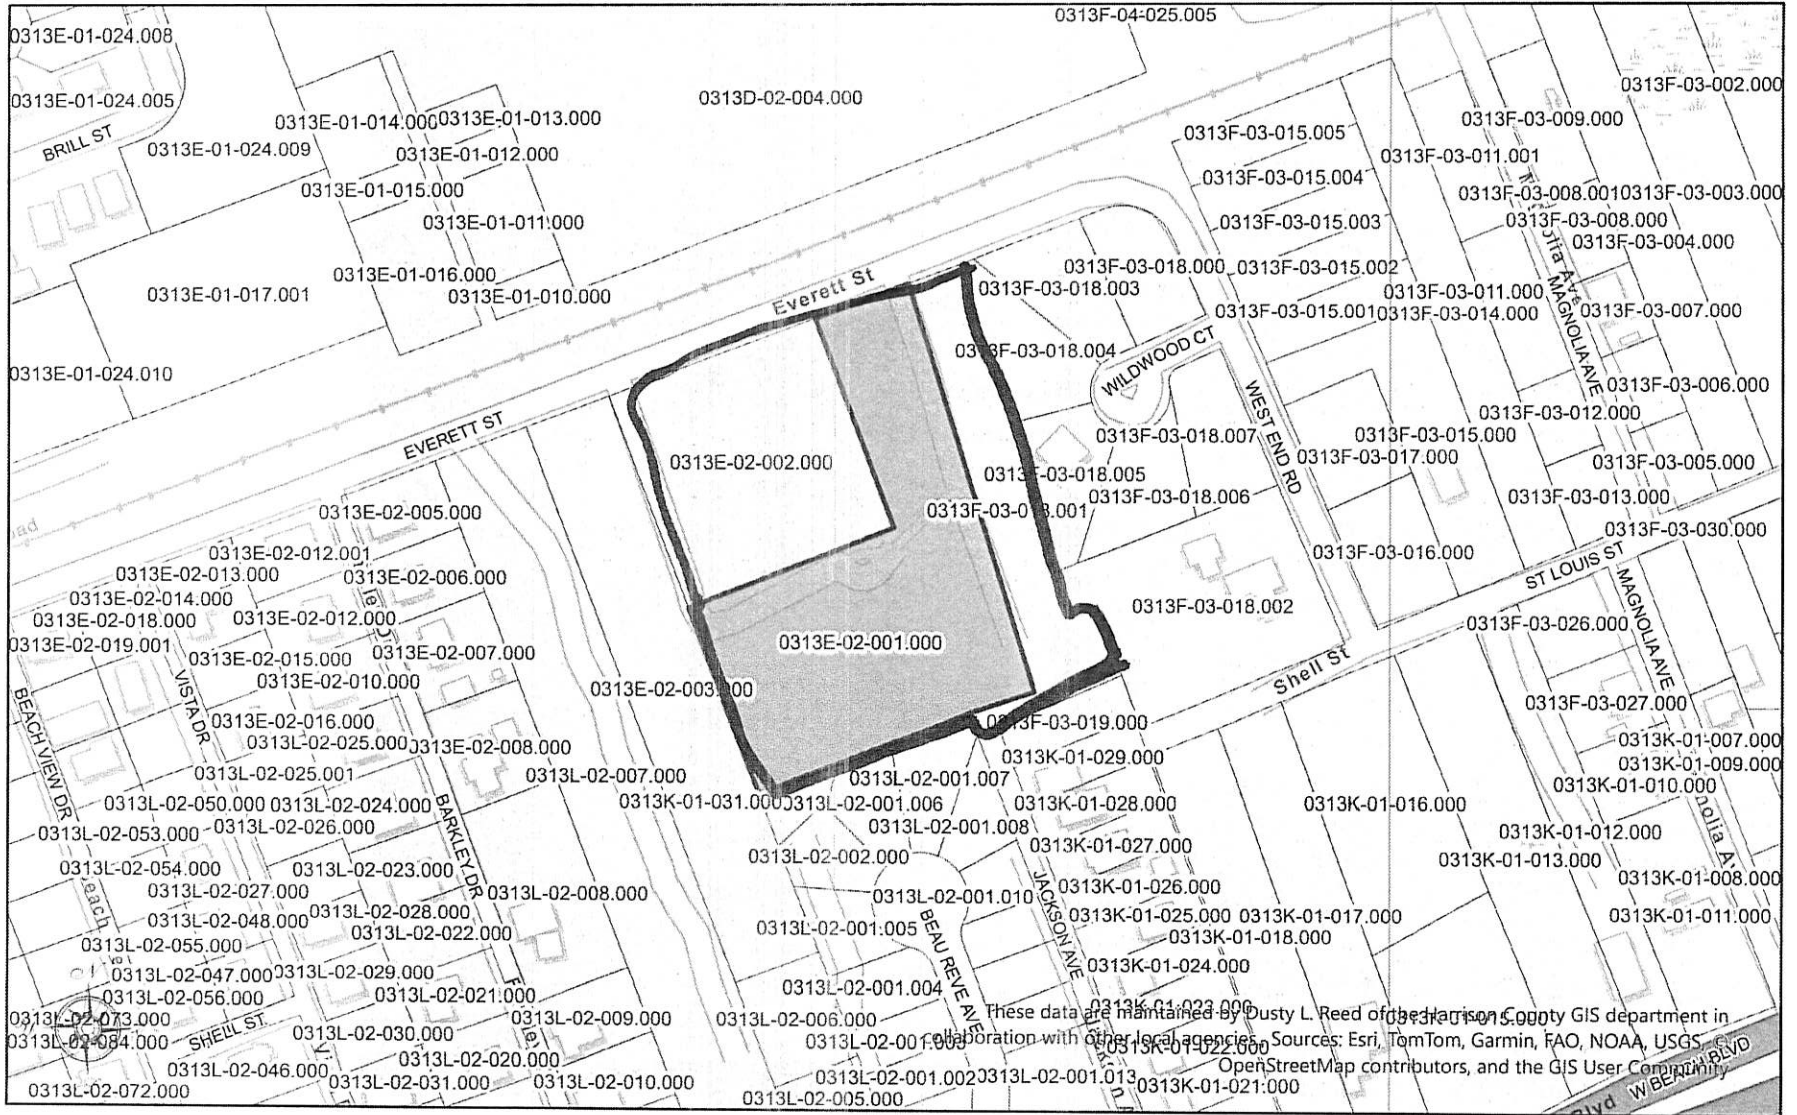 0313F-04-025.005
0313E-01-024.008
0313F-03-002.000
0313E-01-024.005
0313D-02-004.000
0313E-01-014.000
0313E-01-013.000
0313F-03-009.000
BRILL ST
0313E-01-024.009
0313E-01-012.000
0313F-03-015.005
0313F-03-011.001
0313E-01-015.000
0313F-03-015.004
0313F-03-008.001
0313F-03-003.000
0313E-01-011.000
0313F-03-015.003
0313F-03-008.000
0313F-03-004.000
0313E-01-016.000
Everett St
0313F-03-018.000
0313F-03-015.002
0313E-01-017.001
0313E-01-010.000
0313F-03-018.003
0313F-03-011.000
MAGNOLIA AVE
0313F-03-015.001
0313F-03-014.000
0313F-03-007.000
0313E-01-024.010
0313F-03-018.004
WILDWOOD CT
0313F-03-006.000
EVERETT ST
WEST END RD
0313F-03-012.000
0313E-02-002.000
0313F-03-018.007
0313F-03-015.000
0313F-03-018.005
0313F-03-017.000
0313F-03-005.000
0313F-03-018.006
0313F-03-013.000
0313E-02-005.000
0313F-03-018.001
0313F-03-030.000
0313E-02-012.001
0313F-03-016.000
ST LOUIS ST
0313E-02-013.000
0313E-02-006.000
0313E-02-014.000
0313F-03-018.002
MAGNOLIA AVE
0313E-02-018.000
0313E-02-012.000
0313F-03-026.000
0313E-02-019.001
0313E-02-015.000
0313E-02-007.000
0313E-02-001.000
0313E-02-010.000
Shell St
0313E-02-003.000
BEACH VIEW DR
VISTA DR
0313E-02-016.000
0313F-03-019.000
0313F-03-027.000
0313L-02-025.000
0313E-02-008.000
0313K-01-029.000
0313K-01-007.000
0313L-02-025.001
0313L-02-007.000
0313L-02-001.007
0313K-01-009.000
0313K-01-010.000
0313L-02-050.000
0313L-02-024.000
0313K-01-031.000
0313L-02-001.006
0313K-01-028.000
0313K-01-016.000
BARKLEY DR
0313L-02-053.000
0313L-02-026.000
0313L-02-001.008
0313K-01-012.000
0313K-01-027.000
0313L-02-054.000
0313L-02-023.000
0313L-02-002.000
0313K-01-013.000
0313L-02-027.000
0313L-02-008.000
0313L-02-001.010
JACKSON AVE
0313K-01-026.000
0313K-01-008.000
0313L-02-048.000
0313L-02-028.000
0313K-01-025.000
0313K-01-017.000
0313K-01-011.000
0313L-02-022.000
0313L-02-001.005
BEAU REVE AVE
0313K-01-018.000
0313L-02-055.000
0313L-02-047.000
0313L-02-029.000
0313K-01-024.000
0313L-02-056.000
0313L-02-021.000
0313L-02-001.004
0313K-01-023.000
0313L-02-073.000
SHELL ST
0313L-02-030.000
0313L-02-009.000
0313L-02-006.000
These data are maintained by Dusty L. Reed of the Harrison County GIS department in
0313L-02-084.000
collaboration with other local agencies., Sources: Esri, TomTom, Garmin, FAO, NOAA, USGS, ©
0313K-01-022.000
0313L-02-046.000
0313L-02-020.000
OpenStreetMap contributors, and the GIS User Community
W BEACH BLVD
0313L-02-072.000
0313L-02-031.000
0313L-02-010.000
0313L-02-001.002
0313L-02-001.013
0313K-01-021.000
0313L-02-005.000